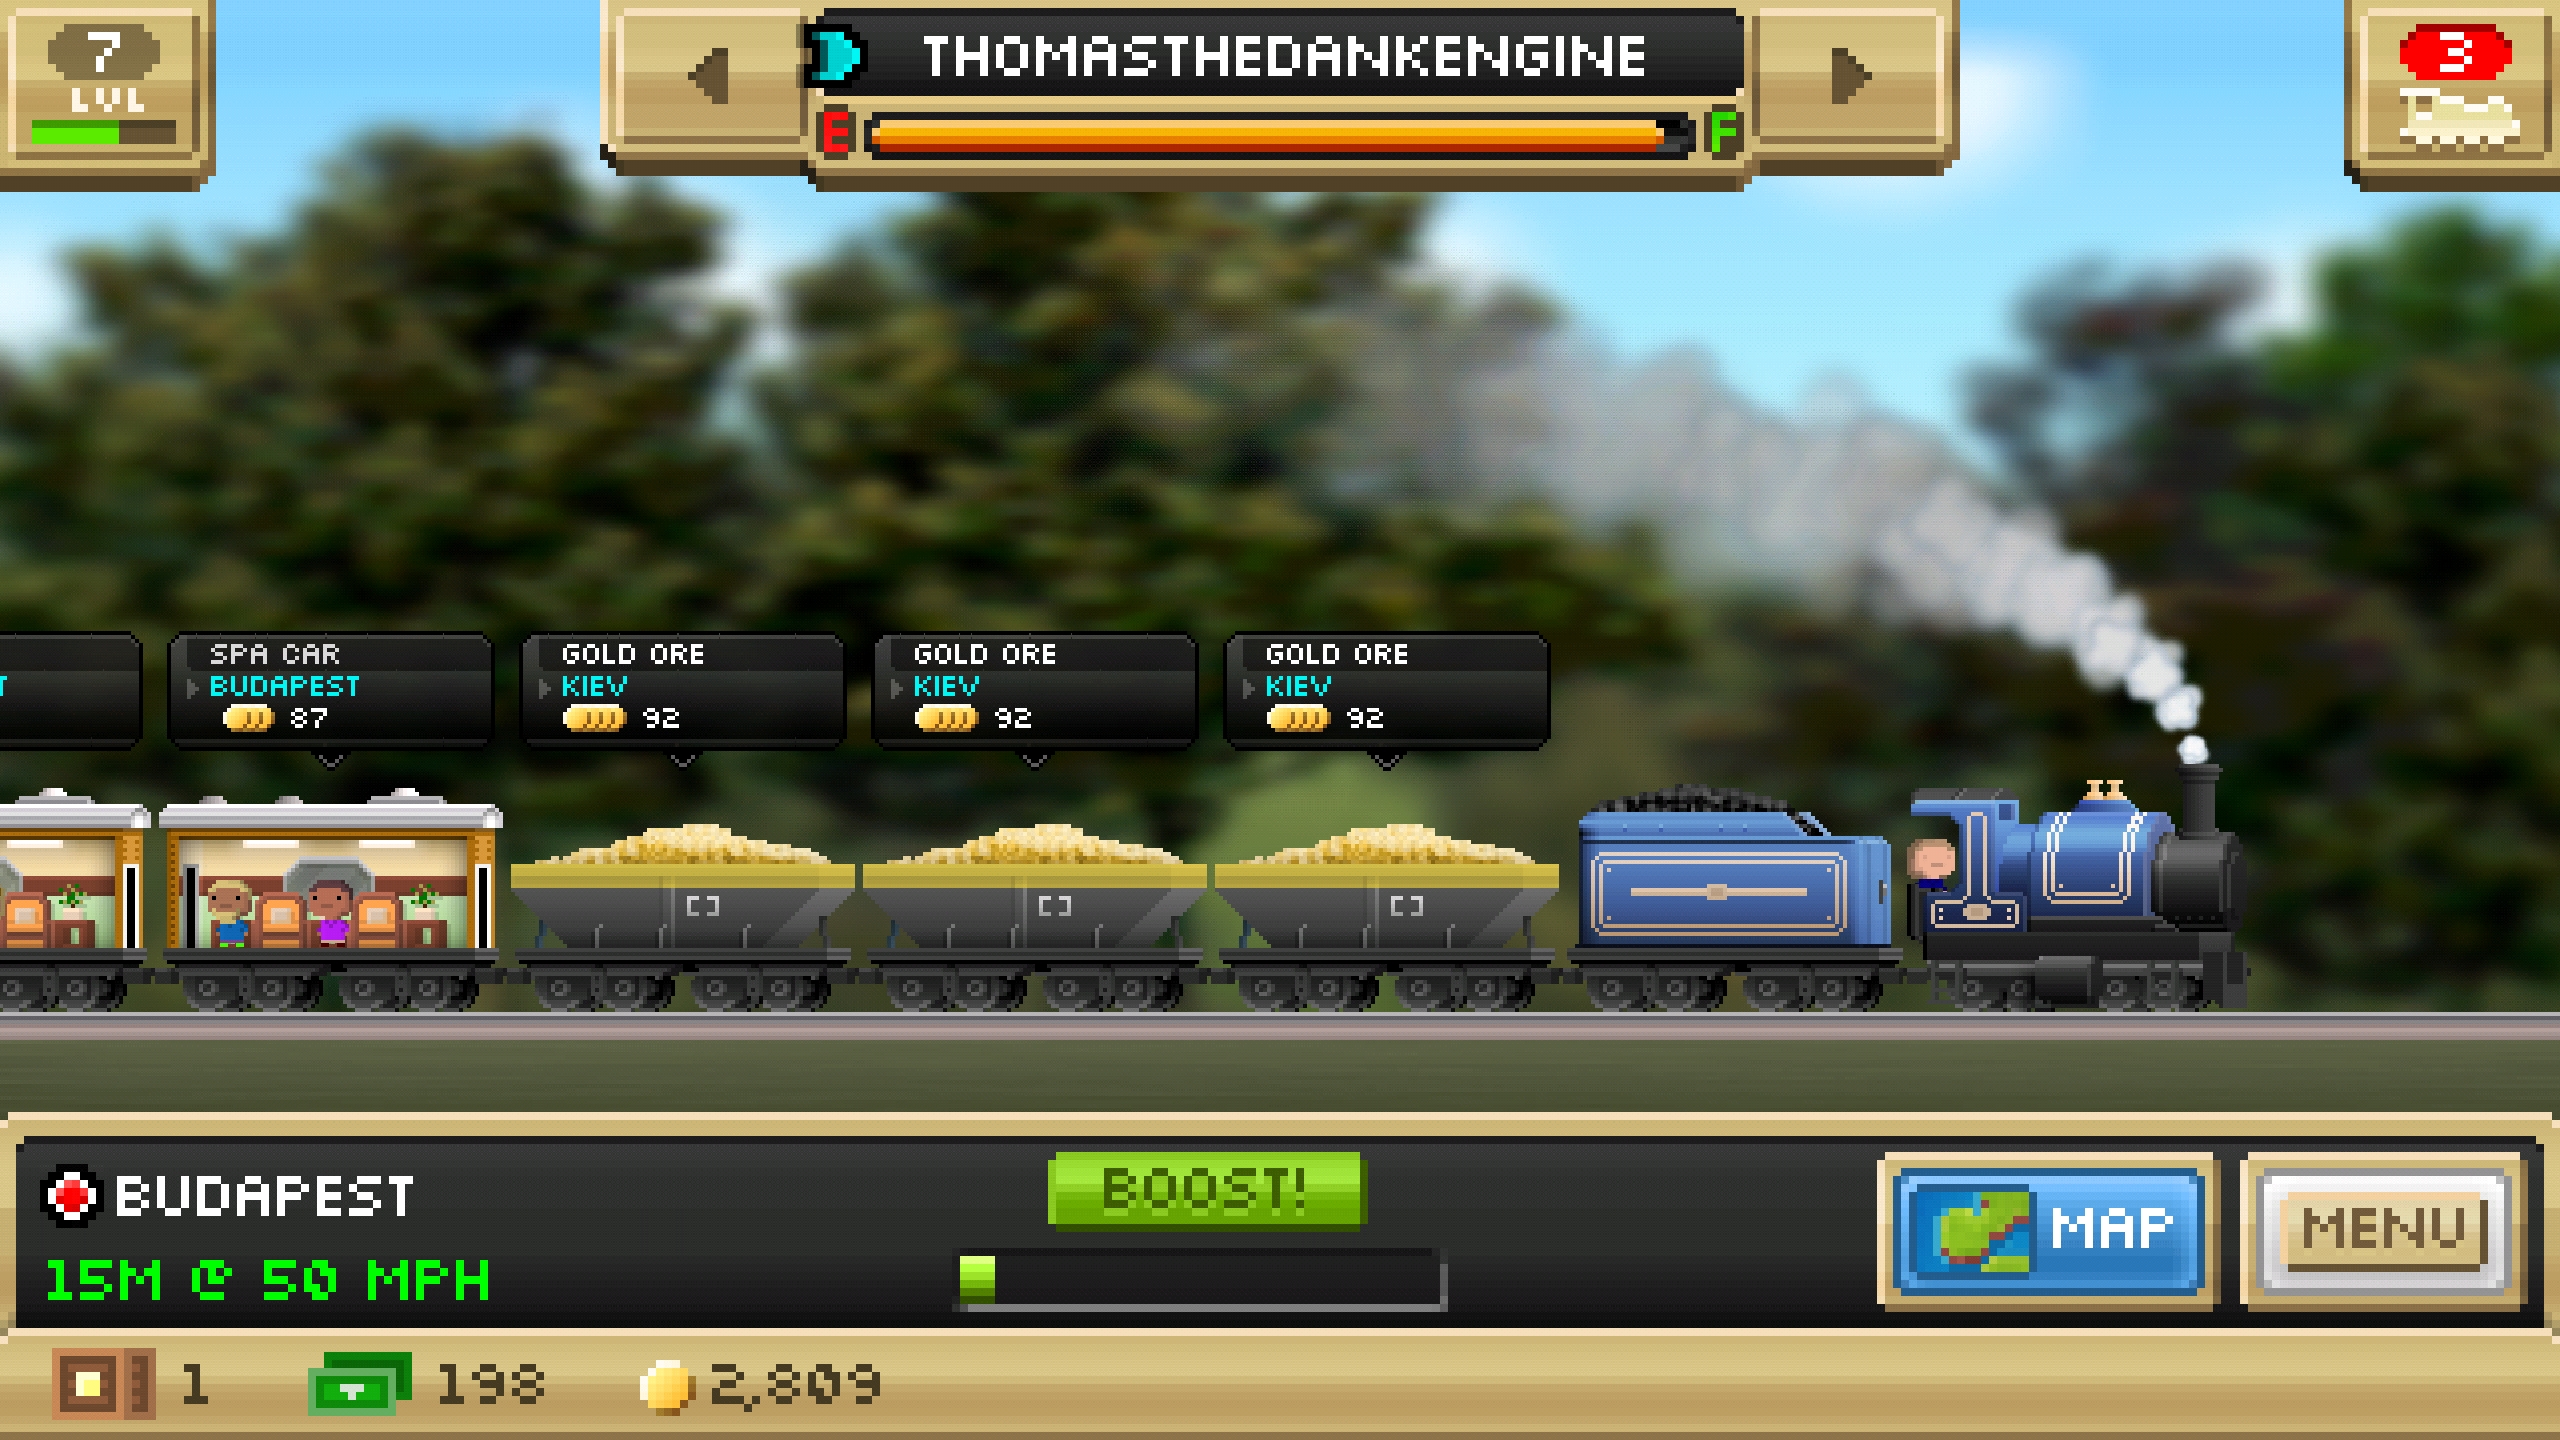 7
LVL
THOMASTHEDANKENGINE
E F
3
SPA CAR
BUDAPEST
87
GOLD ORE
KIEV
92
GOLD ORE
KIEV
92
GOLD ORE
KIEV
92
BUDAPEST
15M @ 50 MPH
BOOST!
MAP
MENU
1
198
2,809